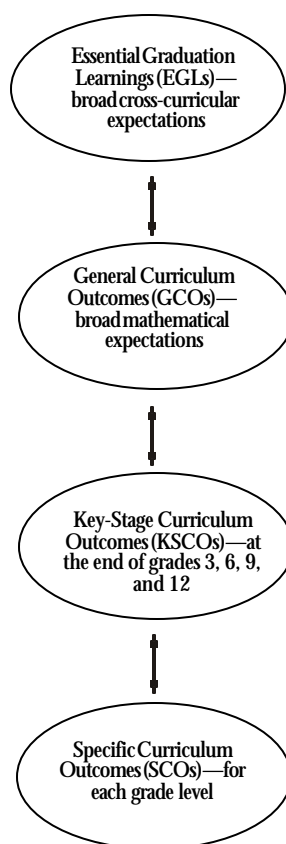 Essential Graduation
Learnings (EGLs)—
broad cross-curricular
expectations
General Curriculum
Outcomes (GCOs)—
broad mathematical
expectations
Key-Stage Curriculum
Outcomes (KSCOs)—at
the end of grades 3, 6, 9,
and 12
Specific Curriculum
Outcomes (SCOs)—for
each grade level